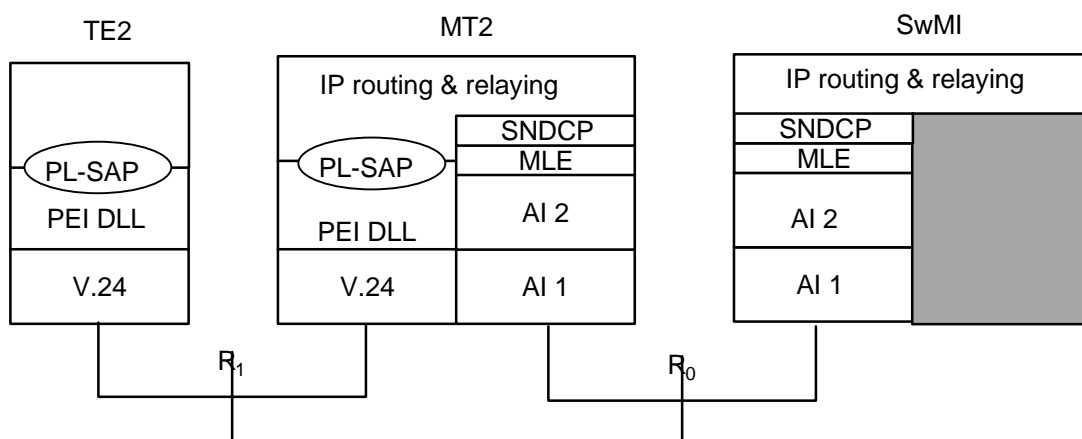 TE2
MT2
SwMI
IP routing & relaying
IP routing & relaying
SNDCP
SNDCP
MLE
MLE
PL-SAP
PL-SAP
AI 2
AI 2
PEI DLL
PEI DLL
V.24
V.24
AI 1
AI 1
R1
R0